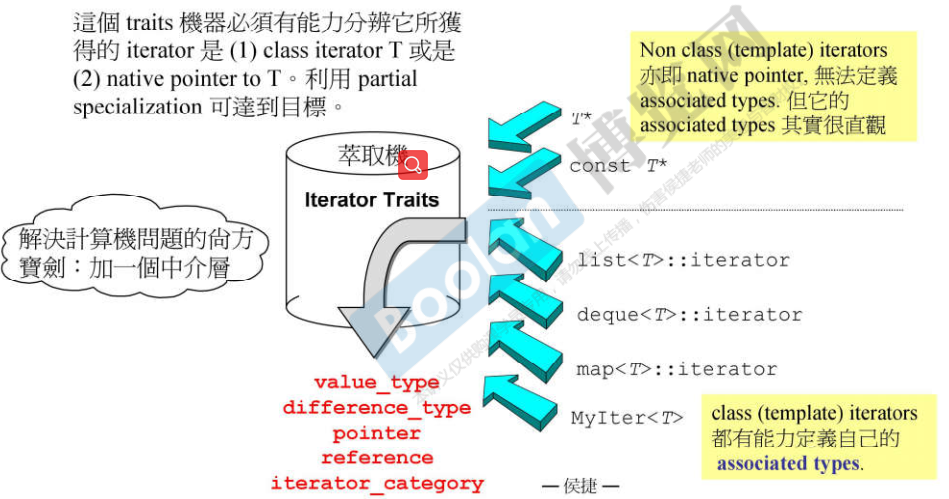 這個 traits 機器必須有能力分辨它所獲
得的 iterator 是 (1) class iterator T 或是
(2) native pointer to T。利用 partial
specialization 可達到目標。
Non class (template) iterators
亦即 native pointer, 無法定義
associated types. 但它的
associated types 其實很直觀
T*
const T*
萃取機
Iterator Traits
解決計算機問題的尚方
寶劍：加一個中介層
list<T>::iterator
deque<T>::iterator
map<T>::iterator
MyIter<T>
value_type
difference_type
pointer
reference
iterator_category
class (template) iterators
都有能力定義自己的
associated types.
— 侯捷 —
Boolan
博览网